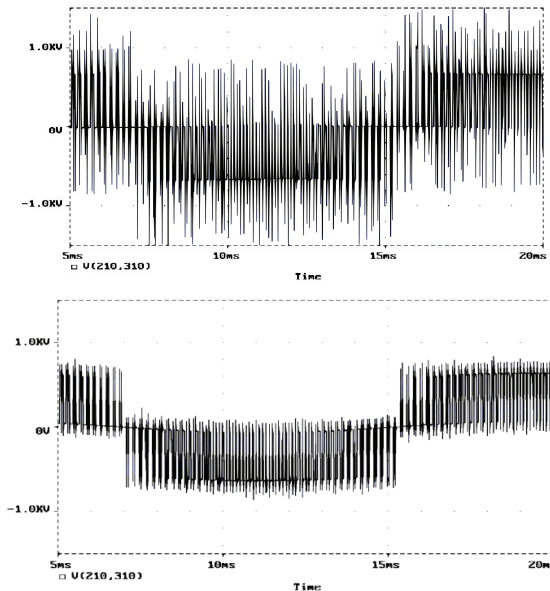 1.0KV
0V
-1.0KV
5ms 10ms 15ms 20ms
□ V(210,310)
Time
1.0KV
0V
-1.0KV
5ms 10ms 15ms 20ms
□ V(210,310)
Time